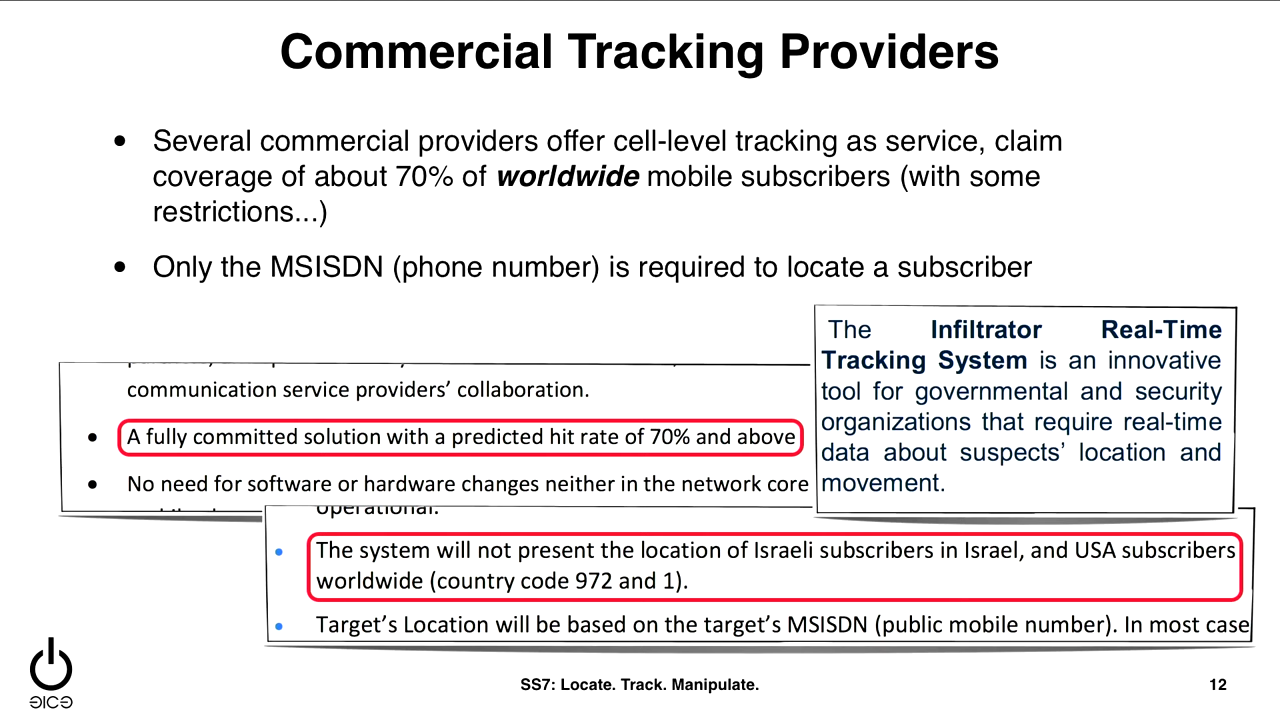 Commercial Tracking Providers
• Several commercial providers offer cell-level tracking as service, claim
coverage of about 70% of worldwide mobile subscribers (with some
restrictions...)
• Only the MSISDN (phone number) is required to locate a subscriber
The Infiltrator Real-Time
Tracking System is an innovative
tool for governmental and security
organizations that require real-time
data about suspects' location and
movement.
communication service providers' collaboration.
• A fully committed solution with a predicted hit rate of 70% and above
• No need for software or hardware changes neither in the network core
operational.
• The system will not present the location of Israeli subscribers in Israel, and USA subscribers
worldwide (country code 972 and 1).
• Target's Location will be based on the target's MSISDN (public mobile number). In most case
SS7: Locate. Track. Manipulate.
12